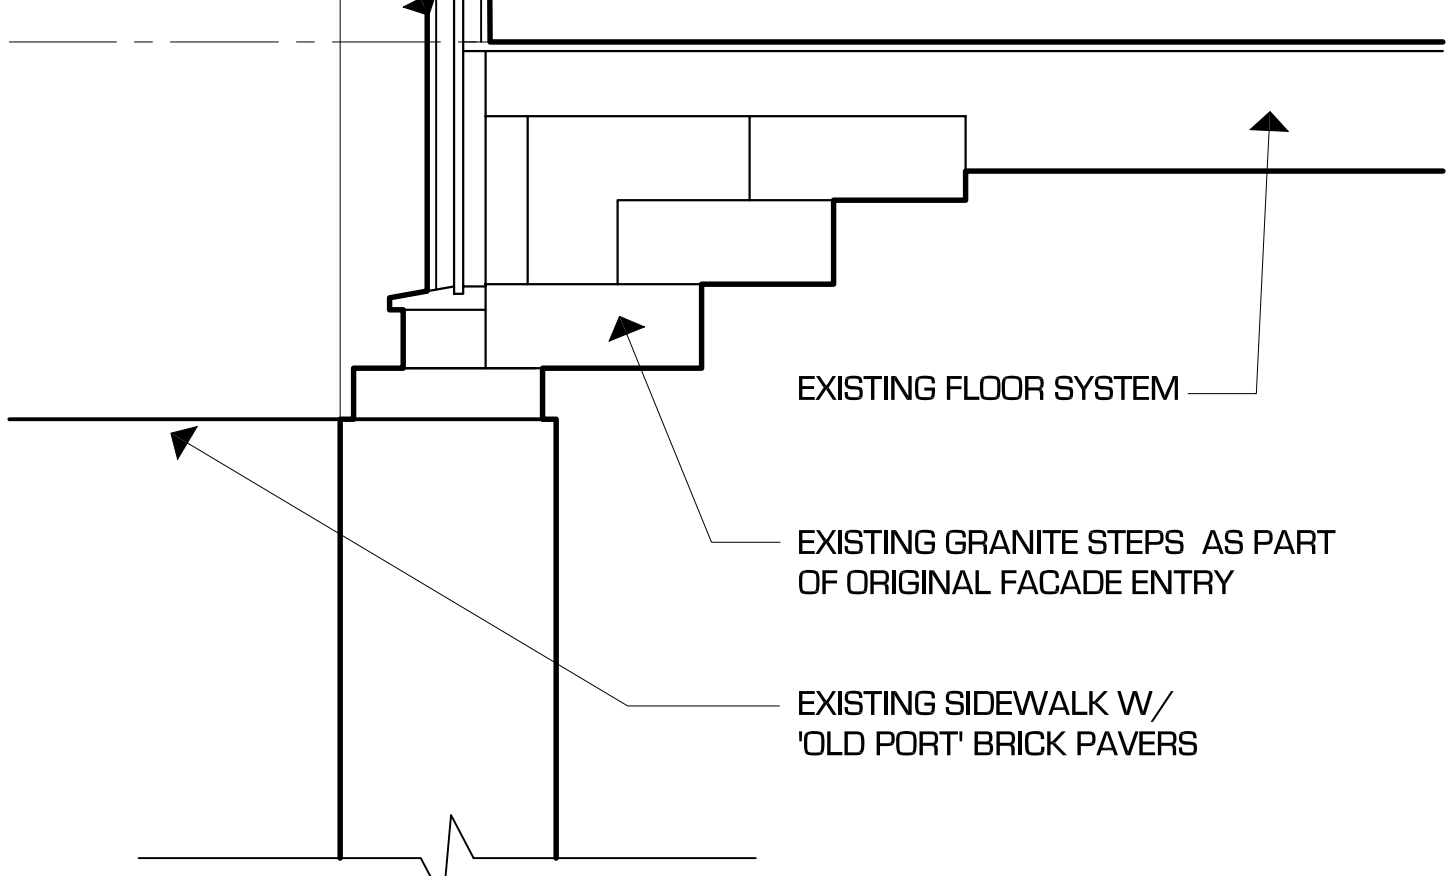 EXISTING FLOOR SYSTEM
EXISTING GRANITE STEPS AS PART
OF ORIGINAL FACADE ENTRY
EXISTING SIDEWALK W/
'OLD PORT' BRICK PAVERS